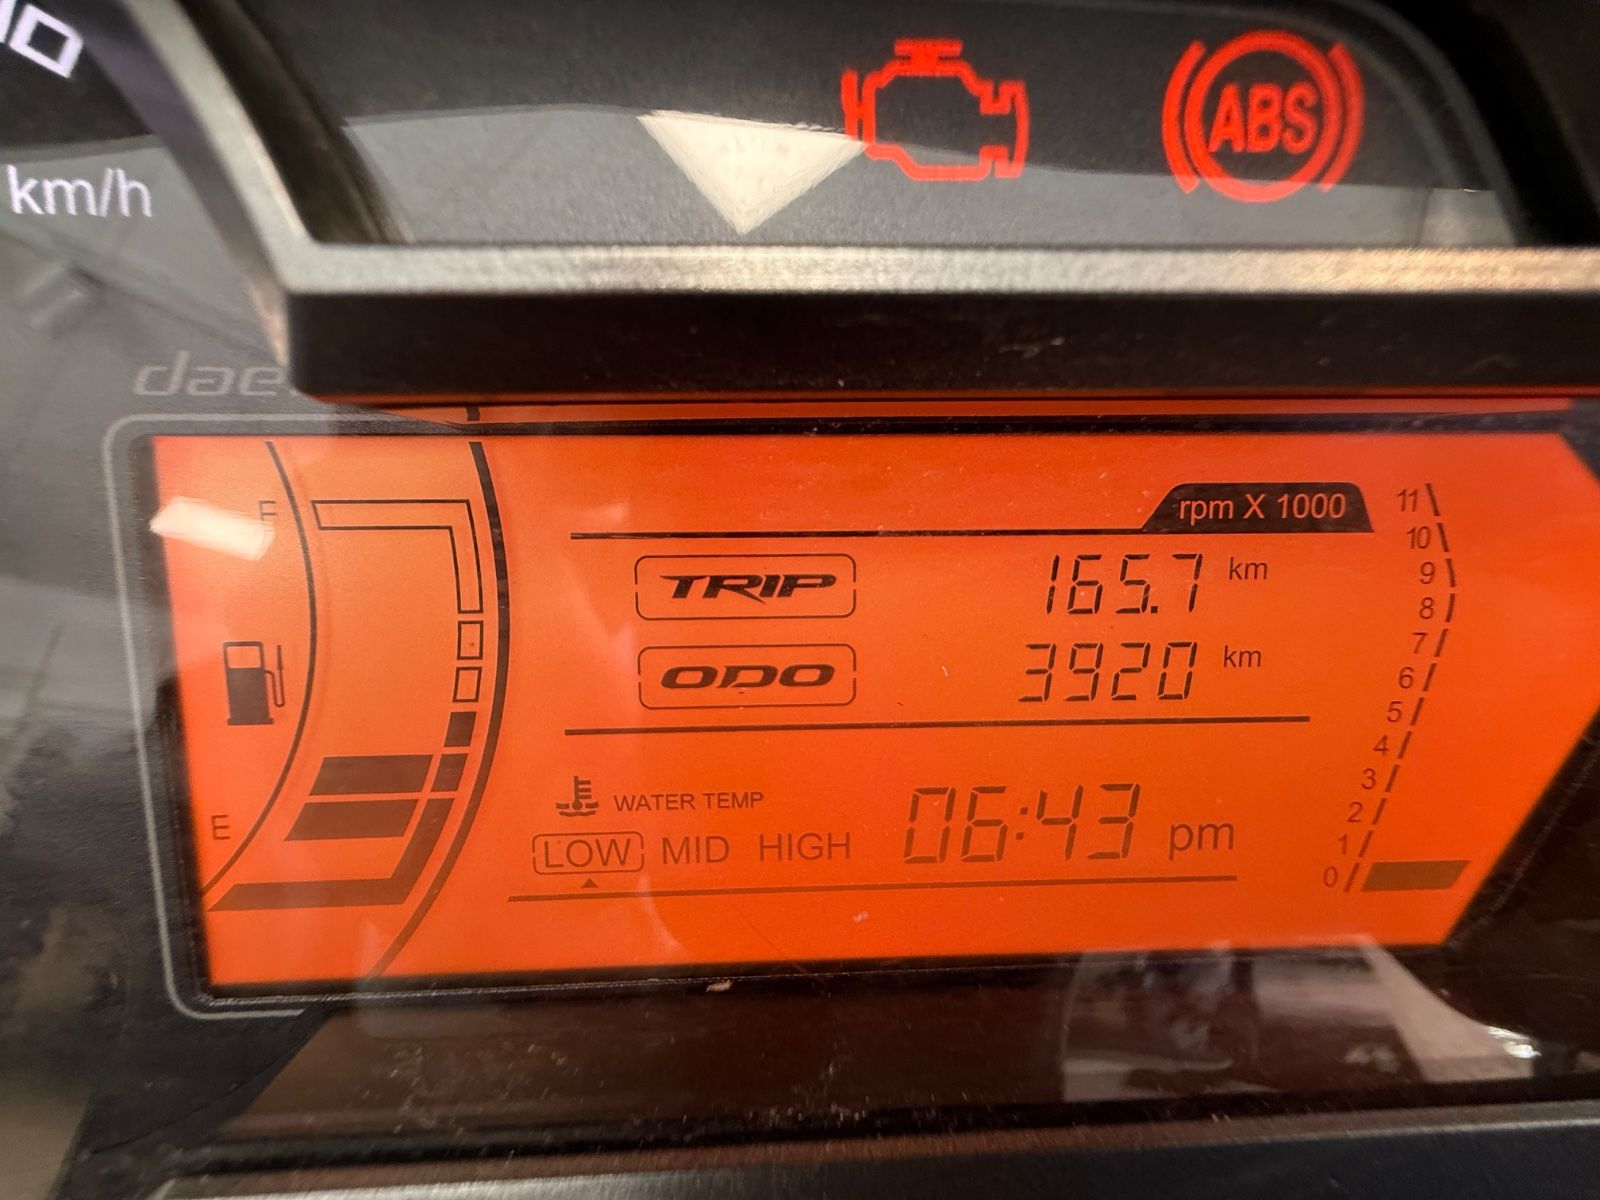 km/h
ABS
rpm X 1000
F
E
TRIP 165.7 km
ODO 3920 km
WATER TEMP
LOW MID HIGH
06:43 pm
11
10
9
8
7
6
5
4
3
2
1
0